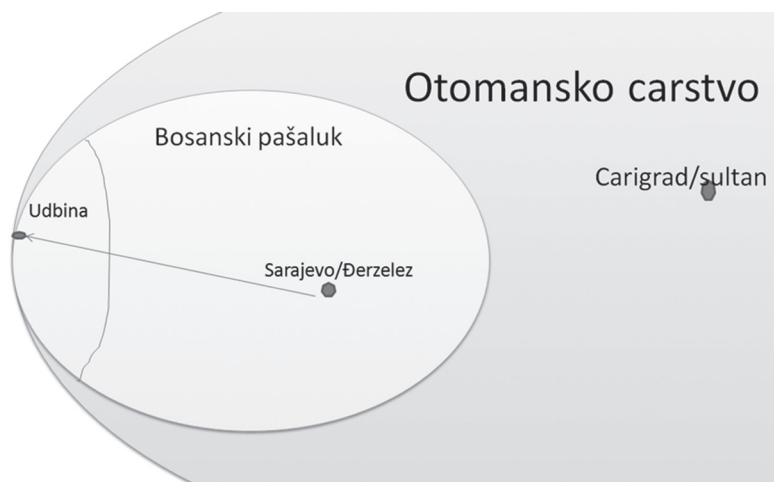 Otomansko carstvo
Bosanski pašaluk
Carigrad/sultan
Udbina
Sarajevo/Đerzelez